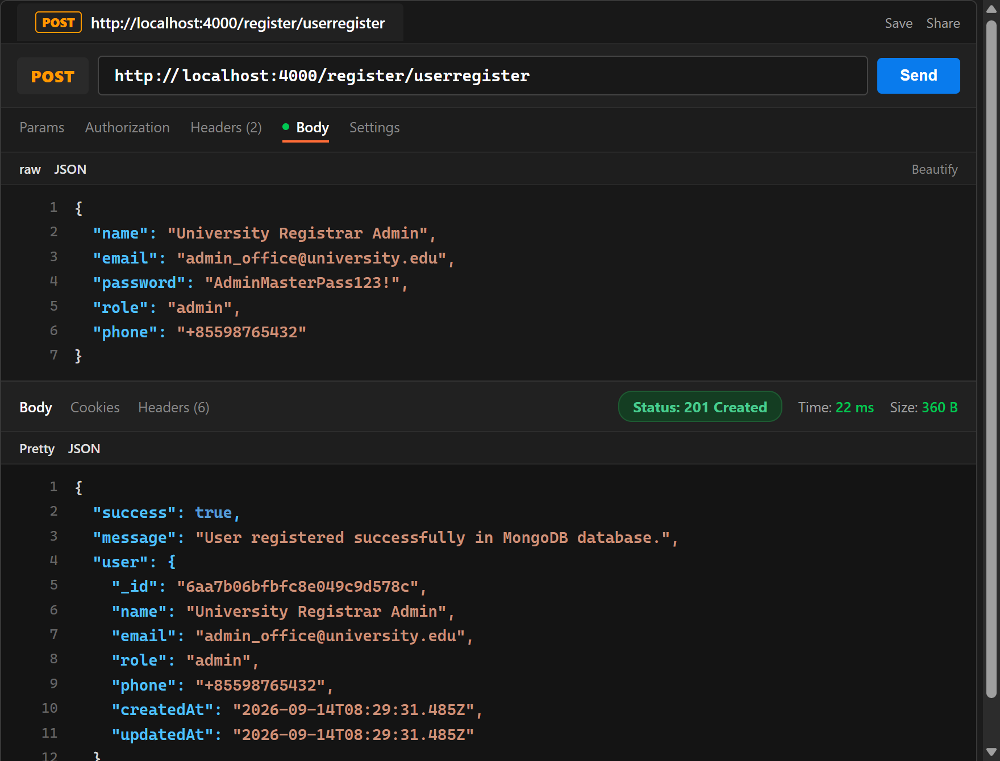 POST http://localhost:4000/register/userregister Save Share
POST http://localhost:4000/register/userregister Send
Params Authorization Headers (2) Body Settings
raw JSON Beautify
1 {
2 "name": "University Registrar Admin",
3 "email": "admin_office@university.edu",
4 "password": "AdminMasterPass123!",
5 "role": "admin",
6 "phone": "+85598765432"
7 }
Body Cookies Headers (6) Status: 201 Created Time: 22 ms Size: 360 B
Pretty JSON
1 {
2 "success": true,
3 "message": "User registered successfully in MongoDB database.",
4 "user": {
5 "_id": "6aa7b06bfbfc8e049c9d578c",
6 "name": "University Registrar Admin",
7 "email": "admin_office@university.edu",
8 "role": "admin",
9 "phone": "+85598765432",
10 "createdAt": "2026-09-14T08:29:31.485Z",
11 "updatedAt": "2026-09-14T08:29:31.485Z"
12 }